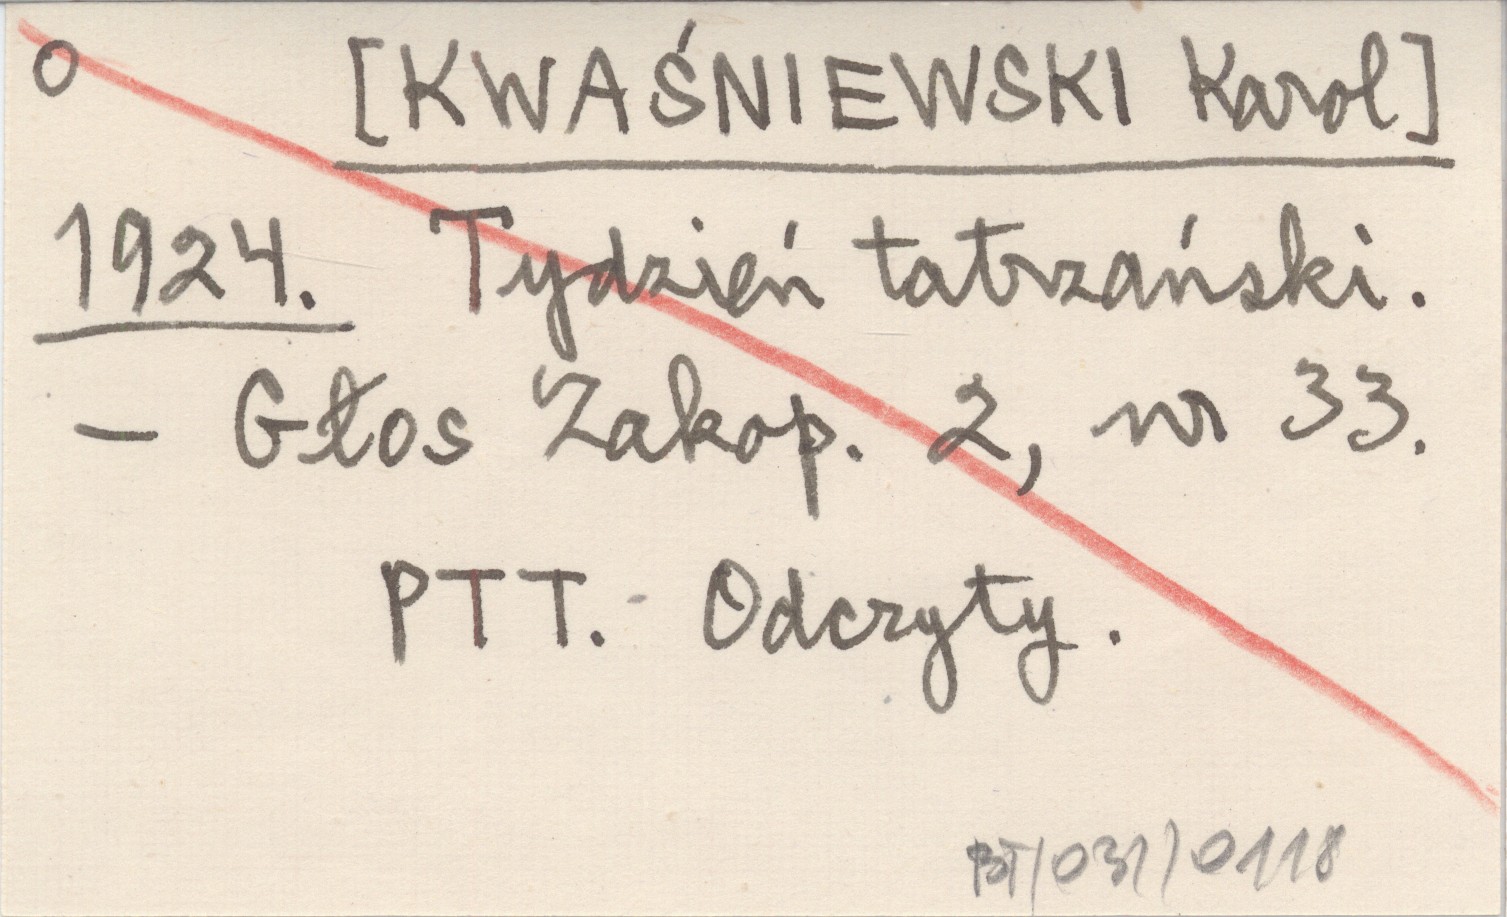 o [KWAŚNIEWSKI Karol]
1924. Tydzień tatrzański.
— Głos Zakop. 2, nr 33.
PTT. Odczyty.
BT/031/0118